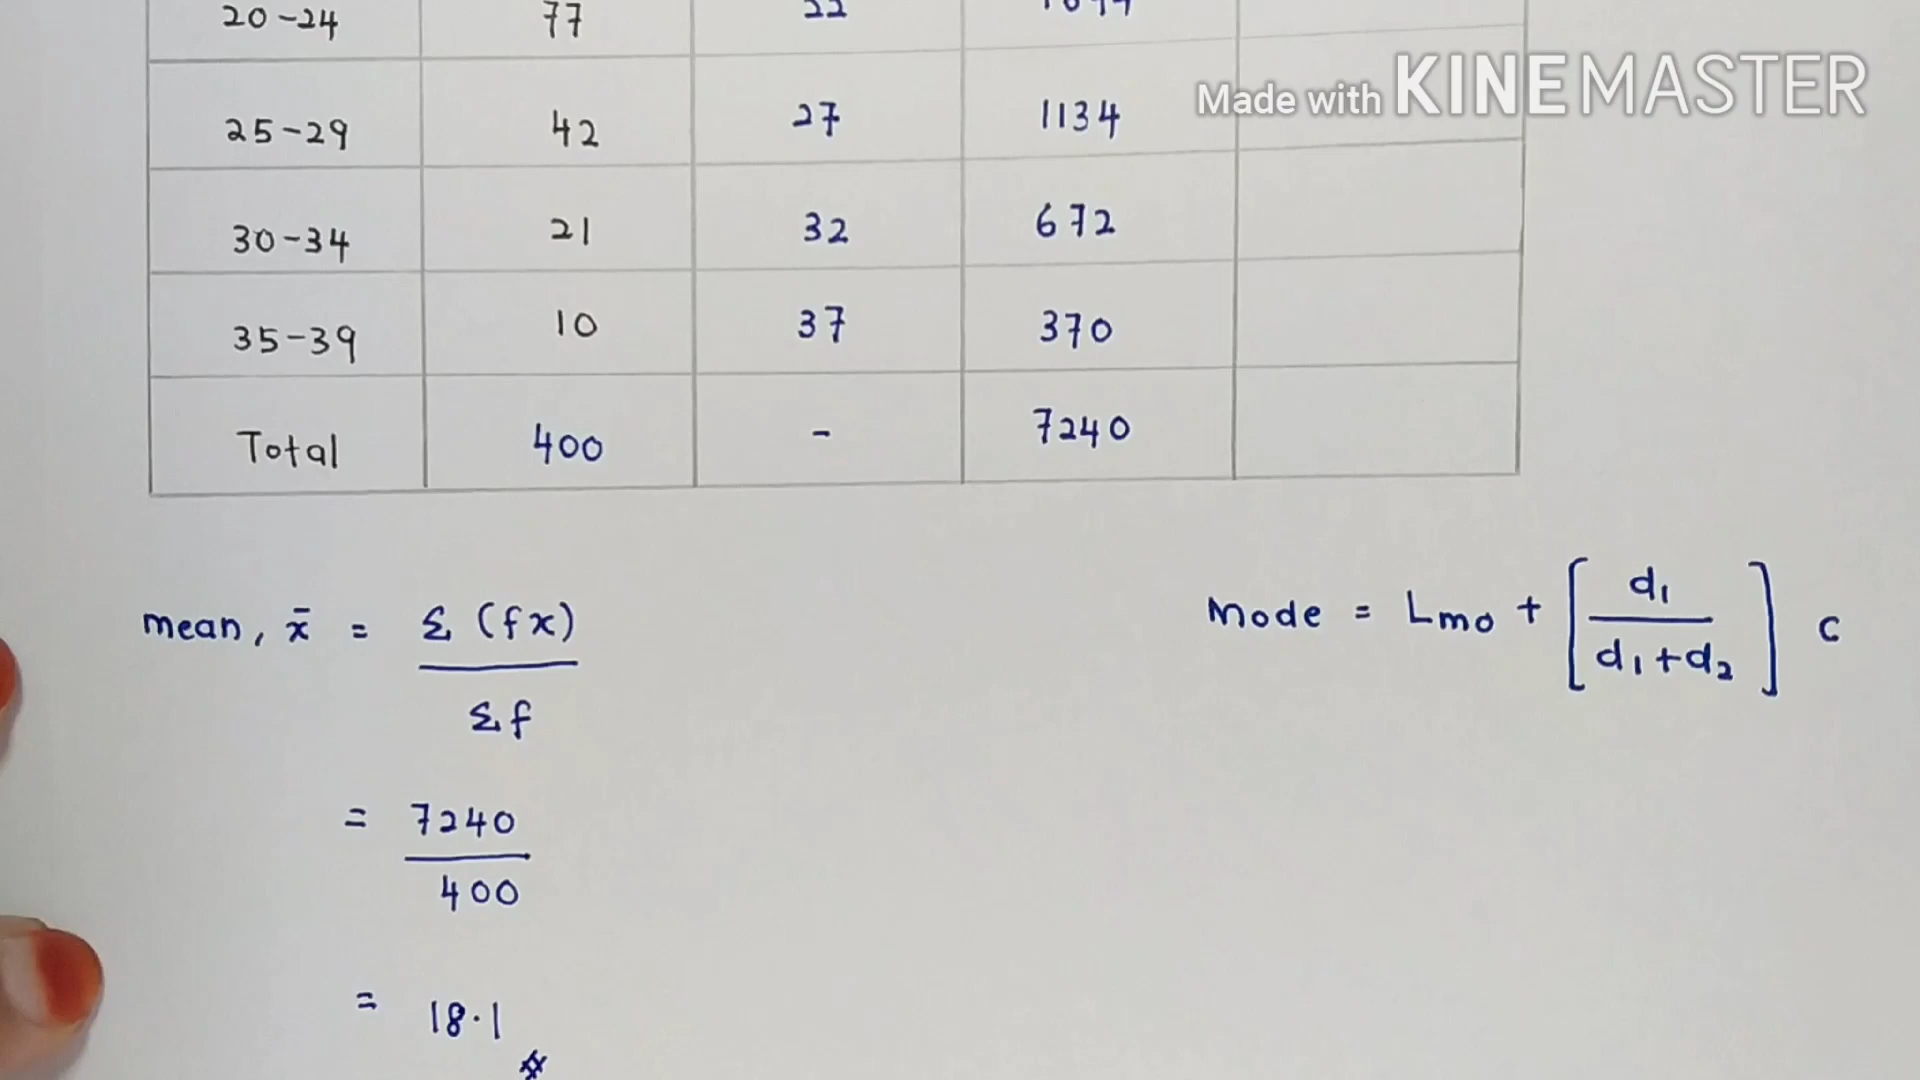 20-24 77 22
Made with KINEMASTER
25-29 42 27 1134
30-34 21 32 672
35-39 10 37 370
Total 400 - 7240
mean, x̄ = Σ (fx) / Σf
mode = Lmo + [ d1 / d1+d2 ] c
= 7240 / 400
= 18.1